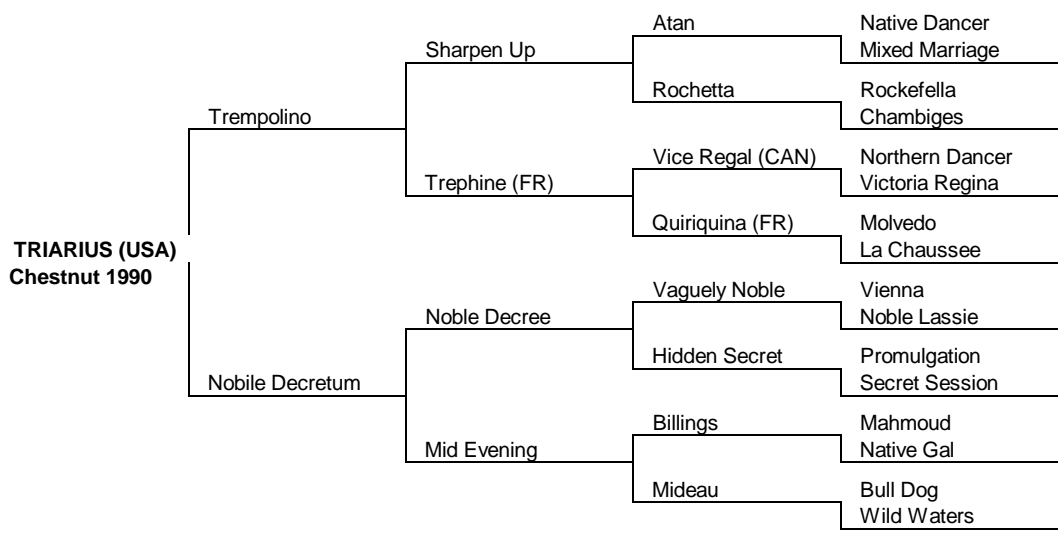 Atan
Native Dancer
Sharpen Up
Mixed Marriage
Rochetta
Rockefella
Trempolino
Chambiges
Vice Regal (CAN)
Northern Dancer
Trephine (FR)
Victoria Regina
Quiriquina (FR)
Molvedo
TRIARIUS (USA)
La Chaussee
Chestnut 1990
Vaguely Noble
Vienna
Noble Decree
Noble Lassie
Hidden Secret
Promulgation
Nobile Decretum
Secret Session
Billings
Mahmoud
Mid Evening
Native Gal
Mideau
Bull Dog
Wild Waters